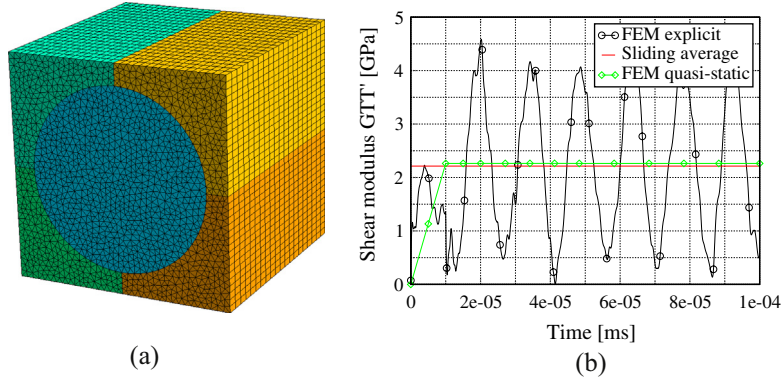 5
4
3
2
1
0
Shear modulus GTT' [GPa]
FEM explicit
Sliding average
FEM quasi-static
0
2e-05
4e-05
6e-05
8e-05
1e-04
Time [ms]
(a)
(b)